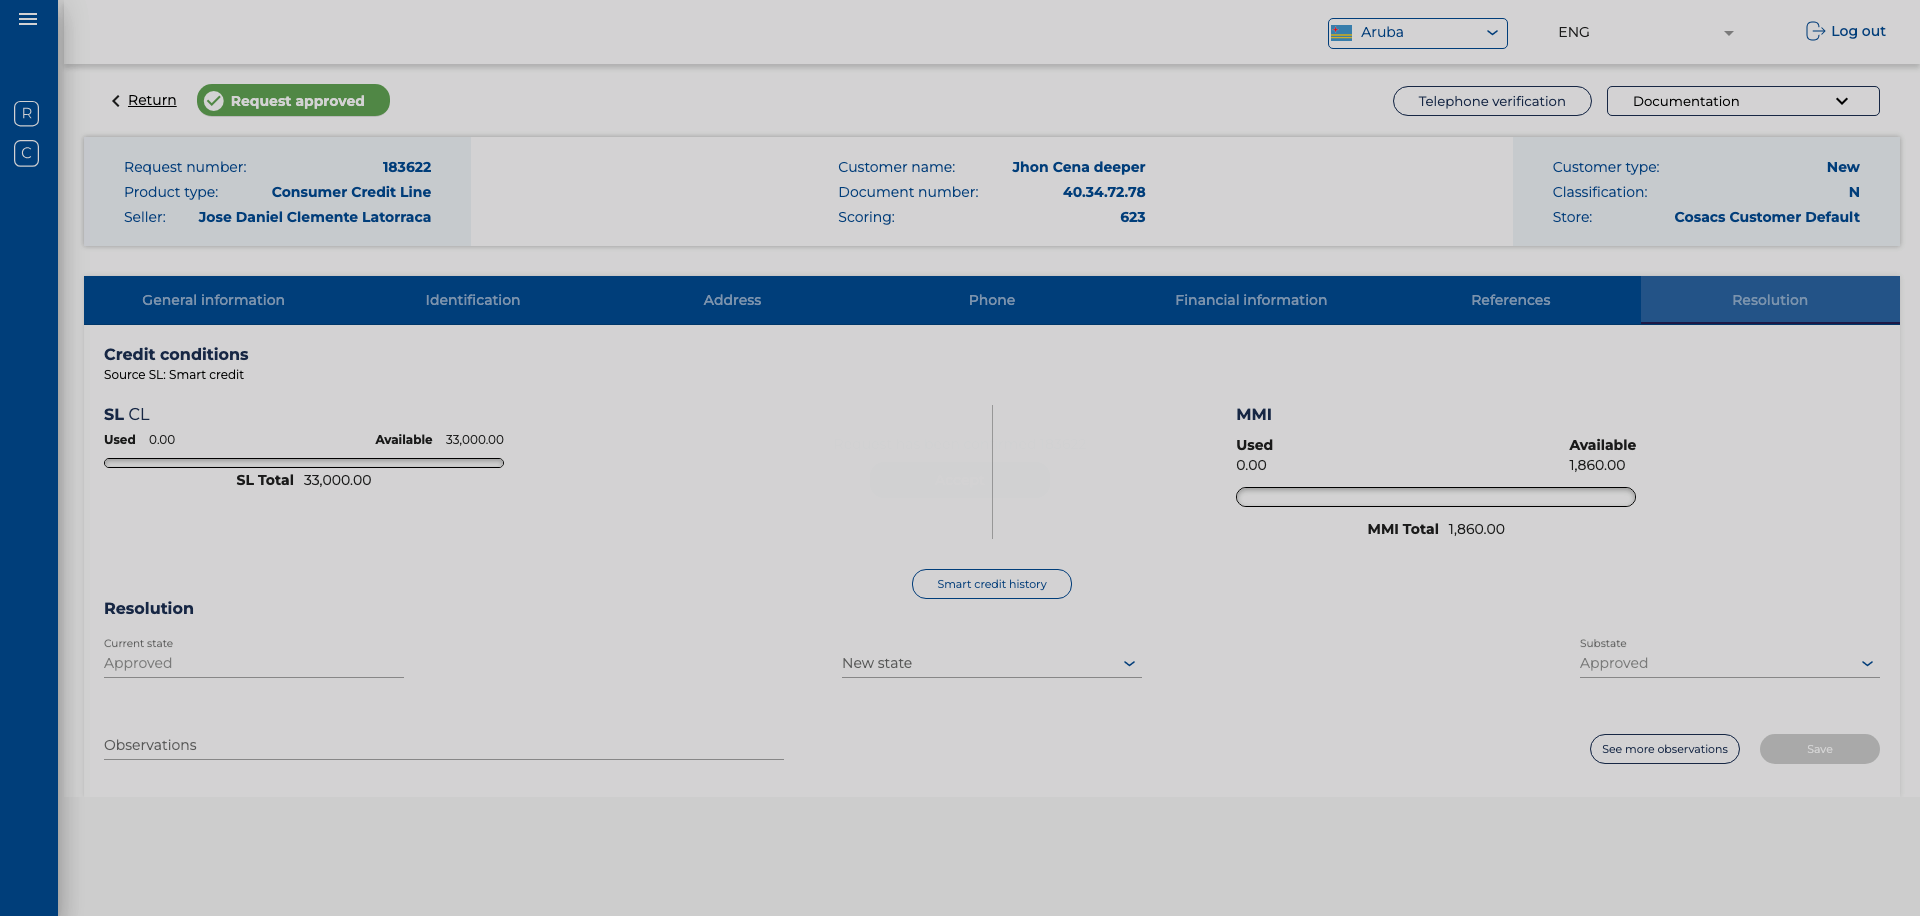 Aruba
ENG
Log out
R
C
Return
Request approved
Telephone verification
Documentation
Request number: 183622
Product type: Consumer Credit Line
Seller: Jose Daniel Clemente Latorraca
Customer name: Jhon Cena deeper
Document number: 40.34.72.78
Scoring: 623
Customer type: New
Classification: N
Store: Cosacs Customer Default
General information
Identification
Address
Phone
Financial information
References
Resolution
Credit conditions
Source SL: Smart credit
SL CL
Used 0.00 Available 33,000.00
SL Total 33,000.00
MMI
Used Available
0.00 1,860.00
MMI Total 1,860.00
Smart credit history
Resolution
Current state
Approved
New state
Substate
Approved
Observations
See more observations
Save